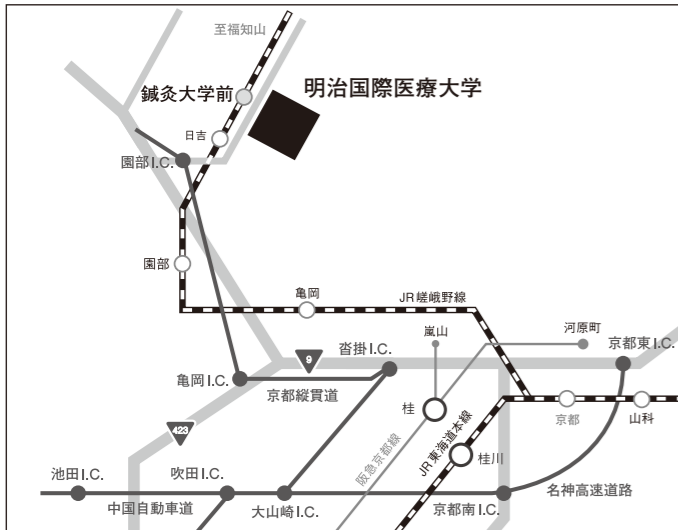 至福知山
鍼灸大学前
明治国際医療大学
日吉
園部I.C.
園部
亀岡
JR嵯峨野線
嵐山
河原町
沓掛I.C.
京都東I.C.
9
亀岡I.C.
京都縦貫道
桂
京都
山科
423
阪急京都線
JR東海道本線
桂川
池田I.C.
吹田I.C.
名神高速道路
中国自動車道
大山崎I.C.
京都南I.C.